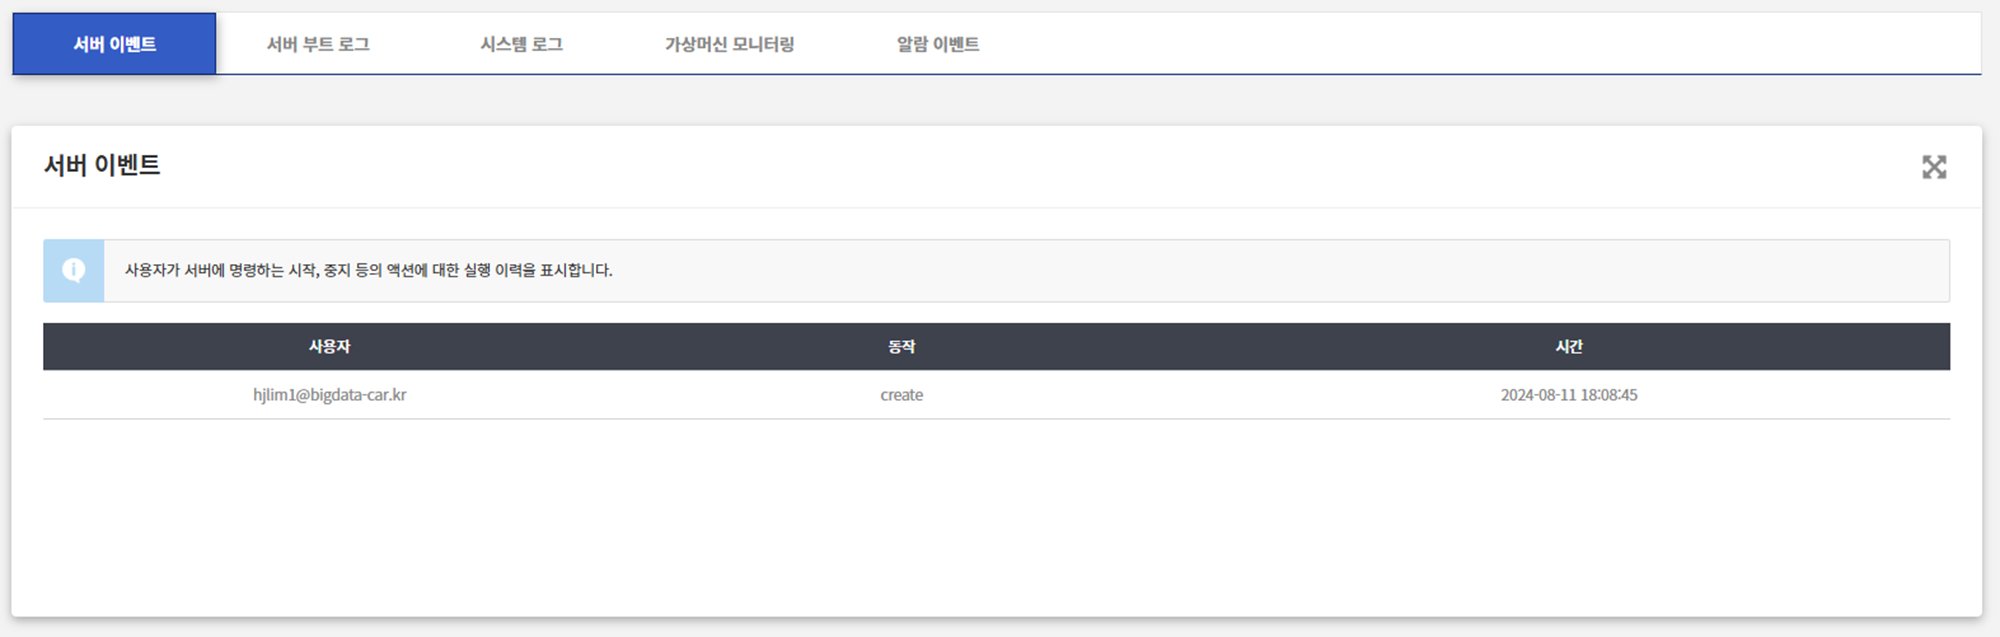 서버 이벤트 서버 부트 로그 시스템 로그 가상머신 모니터링 알람 이벤트
서버 이벤트
사용자가 서버에 명령하는 시작, 중지 등의 액션에 대한 실행 이력을 표시합니다.
사용자 동작 시간
hjlim1@bigdata-car.kr create 2024-08-11 18:08:45